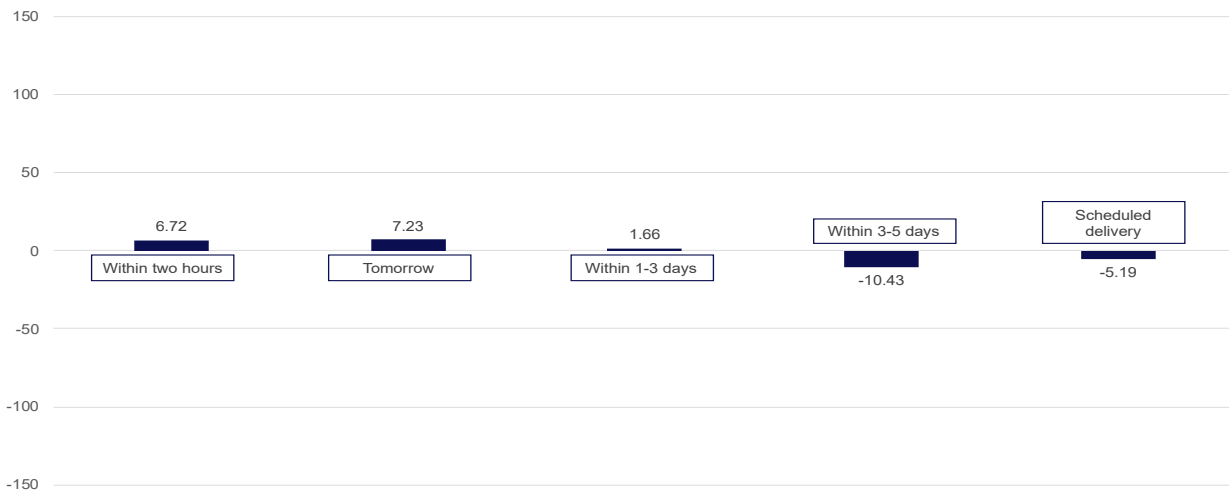 150
100
50
0
-50
-100
-150
6.72
Within two hours
7.23
Tomorrow
1.66
Within 1-3 days
Within 3-5 days
-10.43
Scheduled
delivery
-5.19